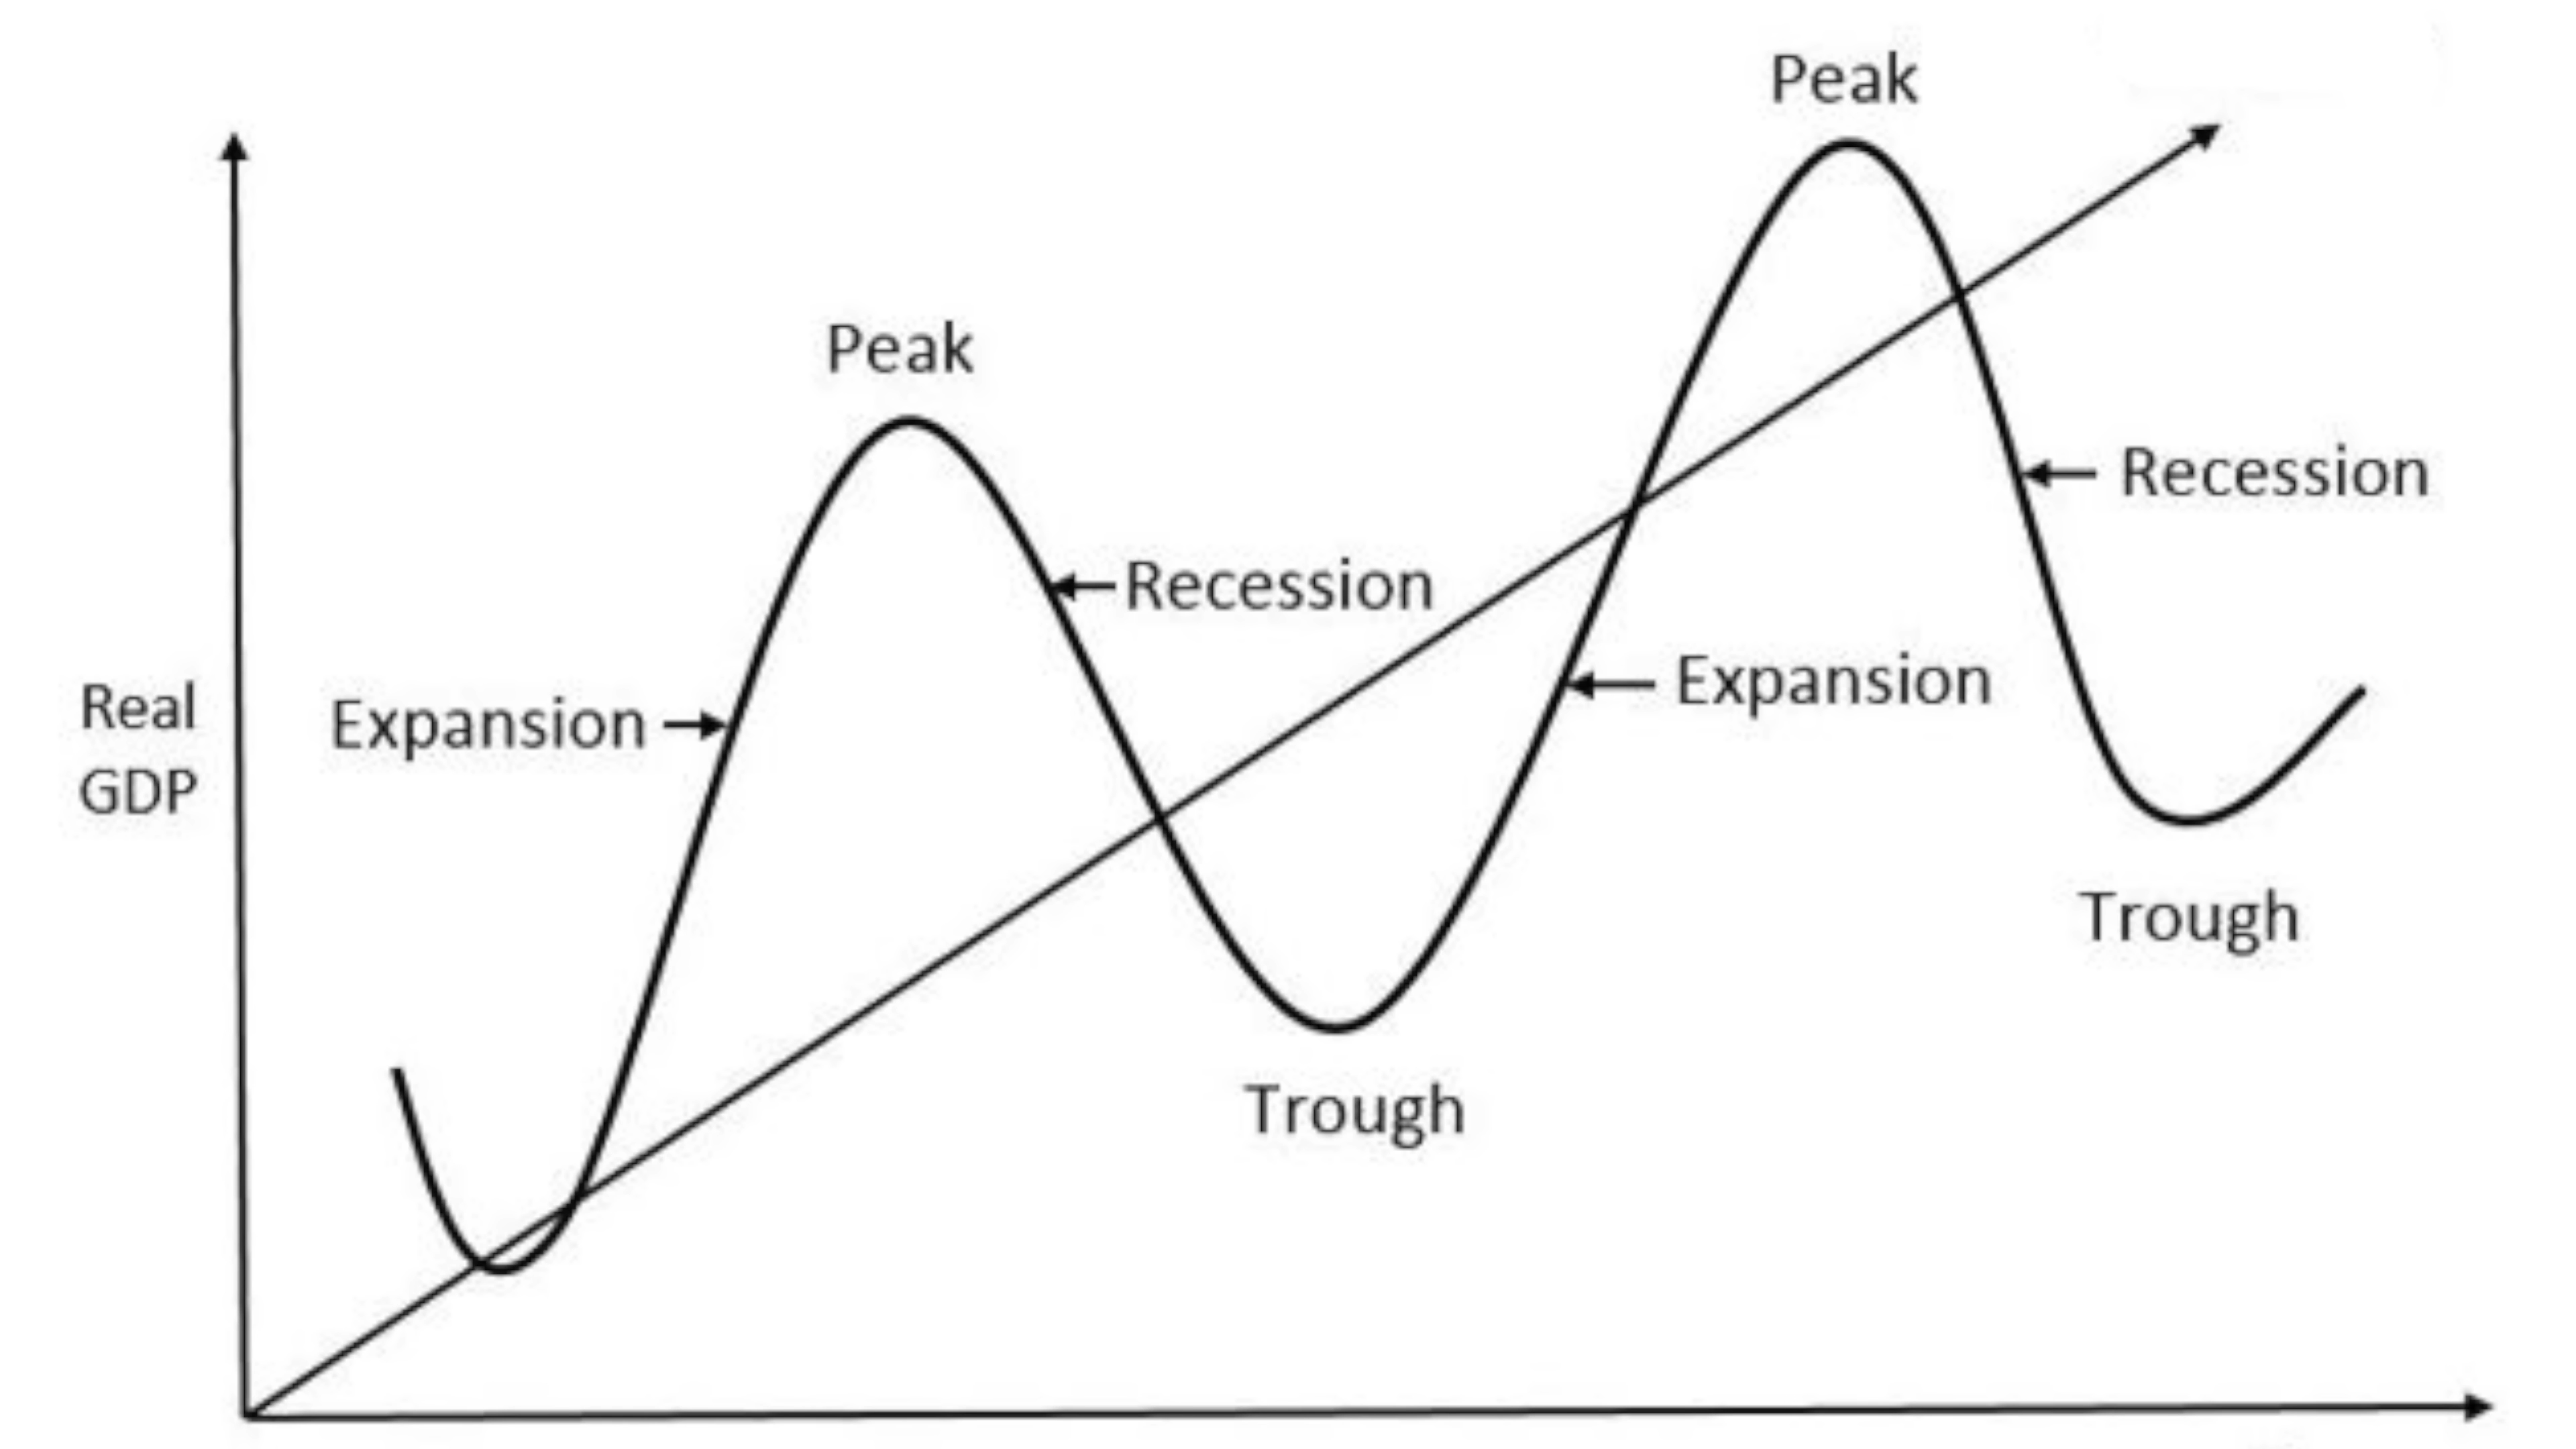 Peak
Peak
Recession
Recession
Expansion
Real
GDP
Expansion
Trough
Trough